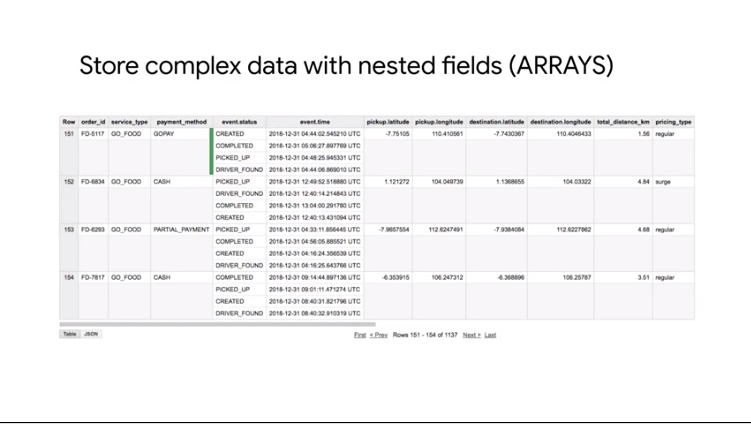 Store complex data with nested fields (ARRAYS)
Row order_id service_type payment_method event.status event.time pickup.latitude pickup.longitude destination.latitude destination.longitude total_distance_km pricing_type
151 FD-5117 GO_FOOD GOPAY CREATED 2018-12-31 04:44:02.545210 UTC -7.75105 110.410561 -7.7430367 110.4046433 1.56 regular
COMPLETED 2018-12-31 05:06:27.897769 UTC
PICKED_UP 2018-12-31 04:48:25.945331 UTC
DRIVER_FOUND 2018-12-31 04:44:06.869010 UTC
152 FD-6834 GO_FOOD CASH PICKED_UP 2018-12-31 12:49:52.518880 UTC 1.121272 104.049739 1.1368655 104.03322 4.84 surge
DRIVER_FOUND 2018-12-31 12:40:14.214843 UTC
COMPLETED 2018-12-31 13:04:00.291780 UTC
CREATED 2018-12-31 12:40:13.431094 UTC
153 FD-6293 GO_FOOD PARTIAL_PAYMENT PICKED_UP 2018-12-31 04:33:11.856445 UTC -7.9657554 112.6247491 -7.9384084 112.6227862 4.68 regular
COMPLETED 2018-12-31 04:56:05.885521 UTC
CREATED 2018-12-31 04:16:24.356539 UTC
DRIVER_FOUND 2018-12-31 04:16:25.643766 UTC
154 FD-7817 GO_FOOD CASH COMPLETED 2018-12-31 09:14:44.897136 UTC -6.353915 106.247312 -6.368896 106.25787 3.51 regular
PICKED_UP 2018-12-31 09:01:11.471274 UTC
CREATED 2018-12-31 08:40:31.821796 UTC
DRIVER_FOUND 2018-12-31 08:40:32.910319 UTC
Table JSON First < Prev Rows 151 - 154 of 1137 Next > Last